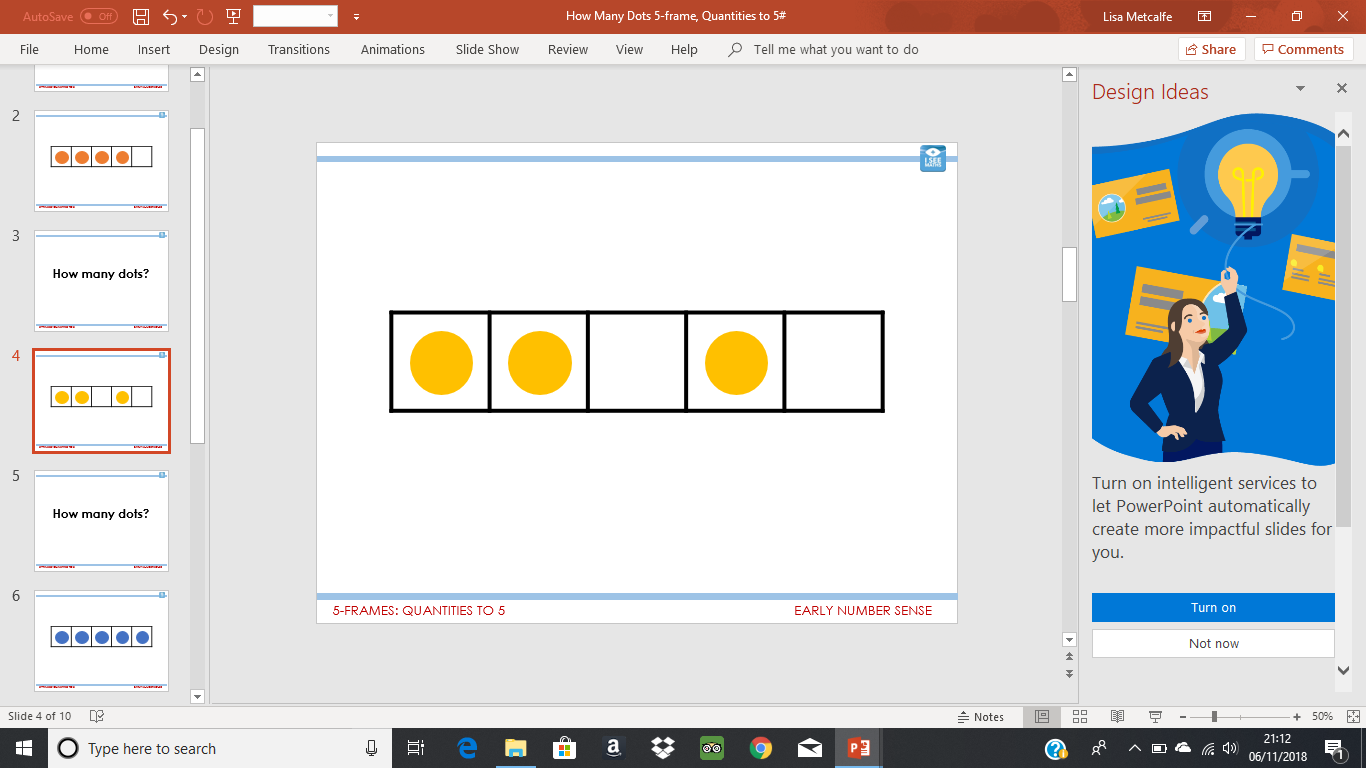 AutoSave Off
How Many Dots 5-frame, Quantities to 5#
Lisa Metcalfe
File Home Insert Design Transitions Animations Slide Show Review View Help Tell me what you want to do
Share Comments
2
3
How many dots?
4
5
How many dots?
6
I SEE
MATHS
5-FRAMES: QUANTITIES TO 5 EARLY NUMBER SENSE
Design Ideas
Turn on intelligent services to
let PowerPoint automatically
create more impactful slides for
you.
Turn on
Not now
Slide 4 of 10
Notes
50%
Type here to search
21:12
06/11/2018
1